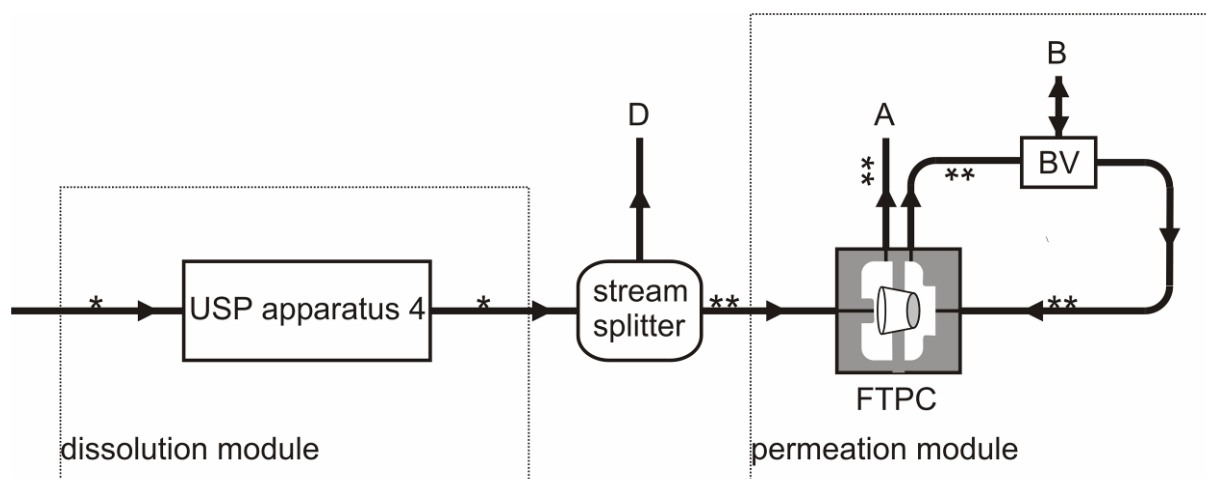 B
D
A
**
**
BV
*
USP apparatus 4
*
stream
splitter
**
**
FTPC
dissolution module
permeation module